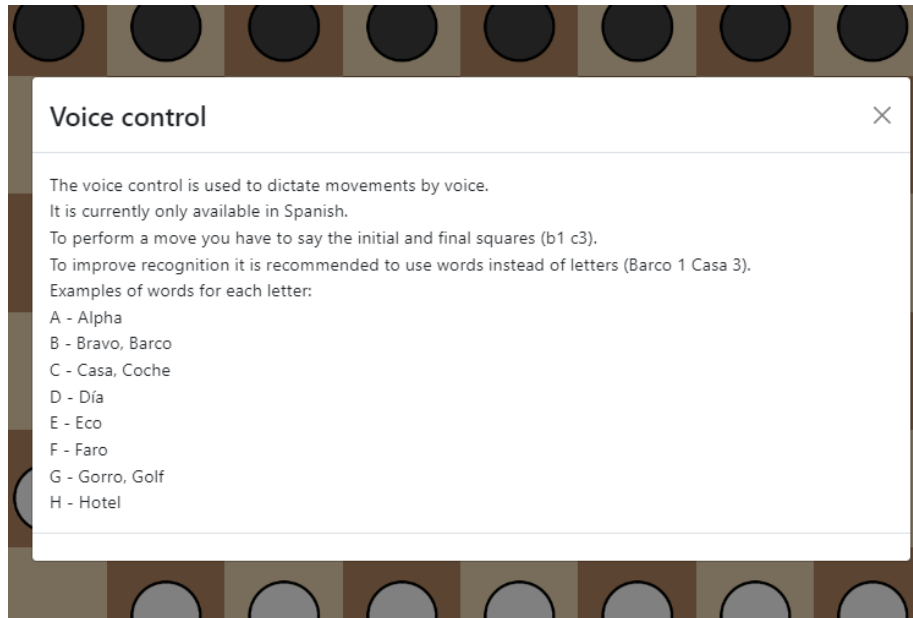 Voice control
The voice control is used to dictate movements by voice.
It is currently only available in Spanish.
To perform a move you have to say the initial and final squares (b1 c3).
To improve recognition it is recommended to use words instead of letters (Barco 1 Casa 3).
Examples of words for each letter:
A - Alpha
B - Bravo, Barco
C - Casa, Coche
D - Día
E - Eco
F - Faro
G - Gorro, Golf
H - Hotel